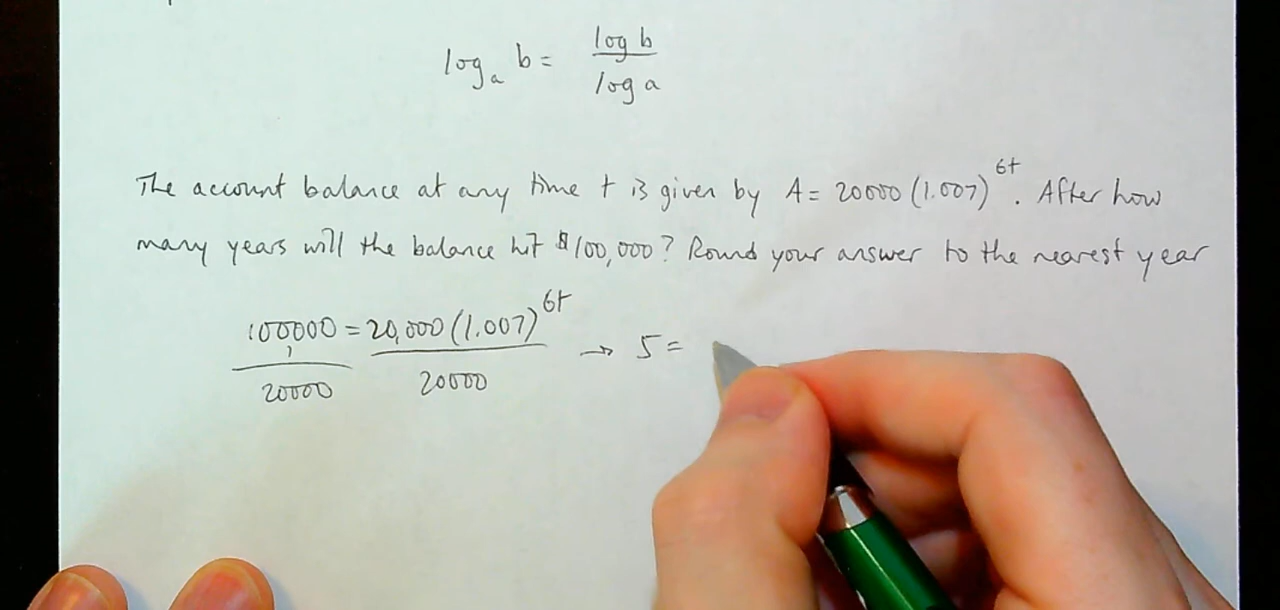 log_a b = log b / log a
The account balance at any time t is given by A = 20000 (1.007)^6t. After how
many years will the balance hit $100,000? Round your answer to the nearest year
100,000 / 20000 = 20,000 (1.007)^6t / 20000 → 5 =